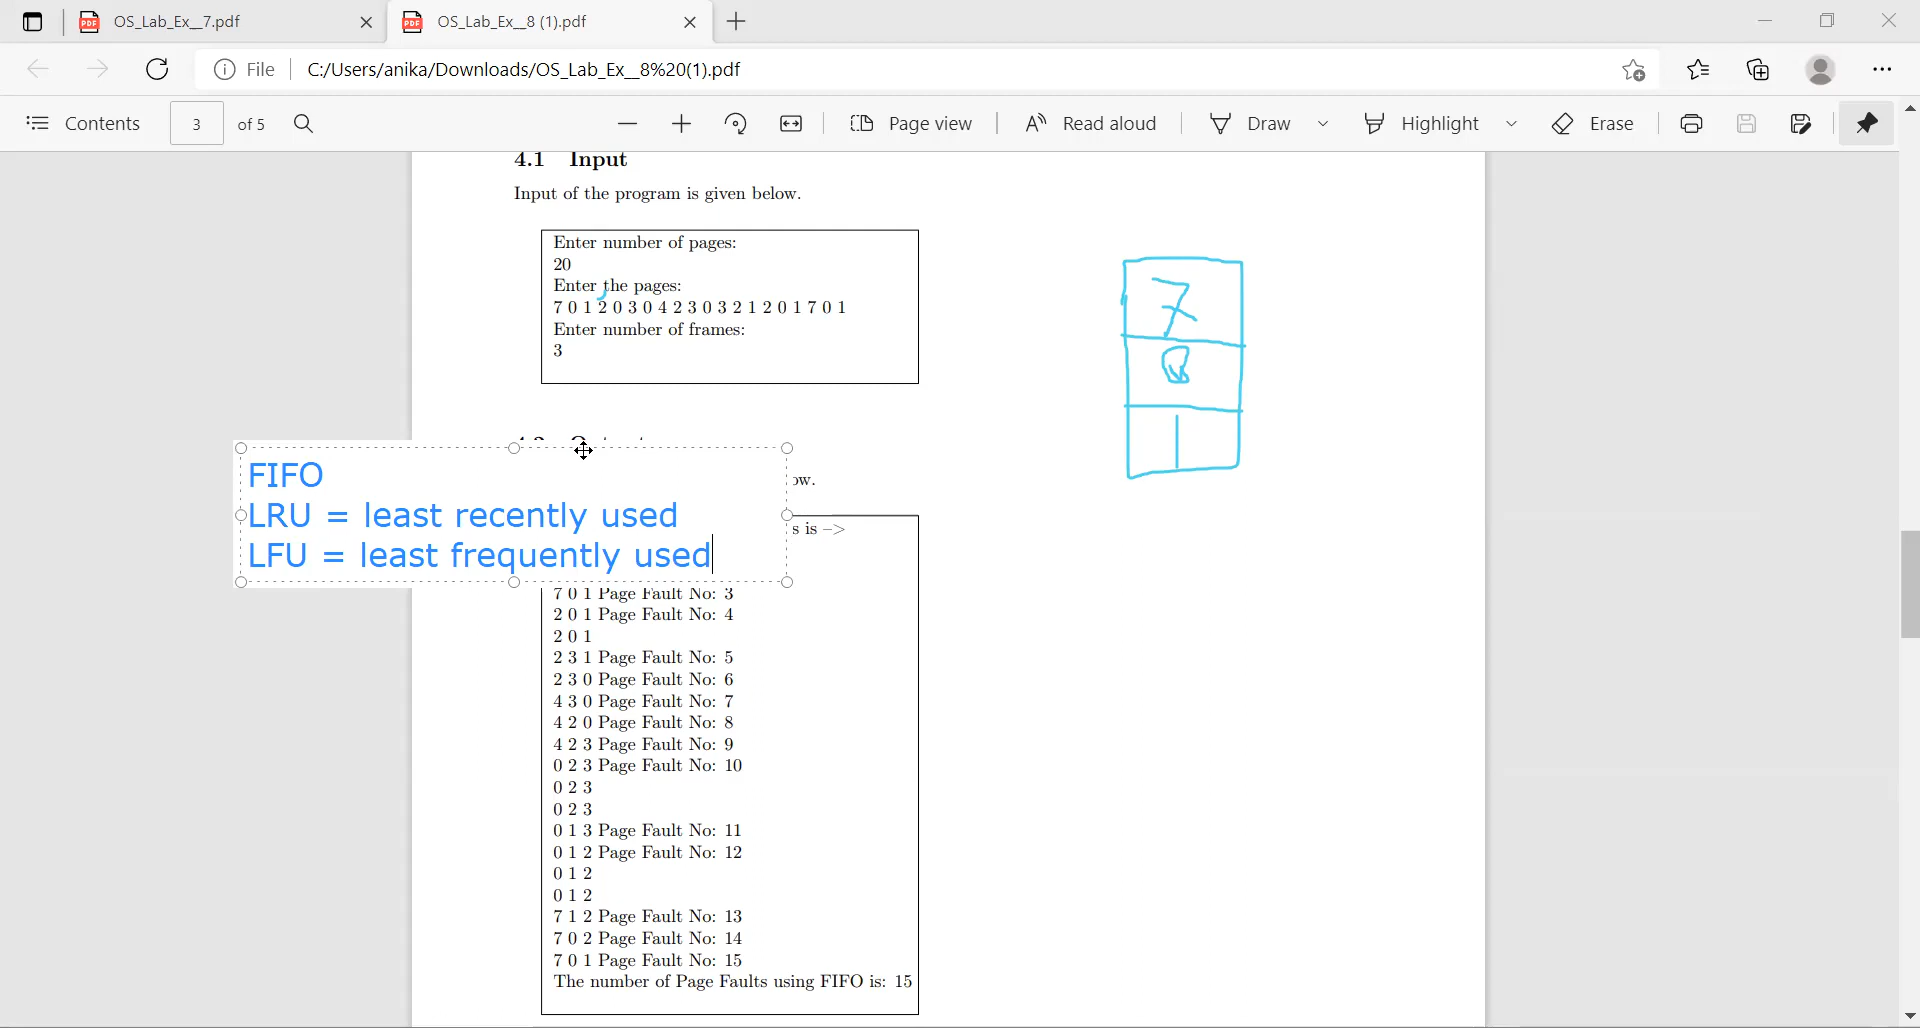 OS_Lab_Ex__7.pdf
OS_Lab_Ex__8 (1).pdf
File
C:/Users/anika/Downloads/OS_Lab_Ex__8%20(1).pdf
Contents
3
of 5
Page view
Read aloud
Draw
Highlight
Erase
4.1 Input
Input of the program is given below.
Enter number of pages:
20
Enter the pages:
7 0 1 2 0 3 0 4 2 3 0 3 2 1 2 0 1 7 0 1
Enter number of frames:
3
7
0
1
FIFO
LRU = least recently used
LFU = least frequently used
ow.
s is –>
7 0 1 Page Fault No: 3
2 0 1 Page Fault No: 4
2 0 1
2 3 1 Page Fault No: 5
2 3 0 Page Fault No: 6
4 3 0 Page Fault No: 7
4 2 0 Page Fault No: 8
4 2 3 Page Fault No: 9
0 2 3 Page Fault No: 10
0 2 3
0 2 3
0 1 3 Page Fault No: 11
0 1 2 Page Fault No: 12
0 1 2
0 1 2
7 1 2 Page Fault No: 13
7 0 2 Page Fault No: 14
7 0 1 Page Fault No: 15
The number of Page Faults using FIFO is: 15